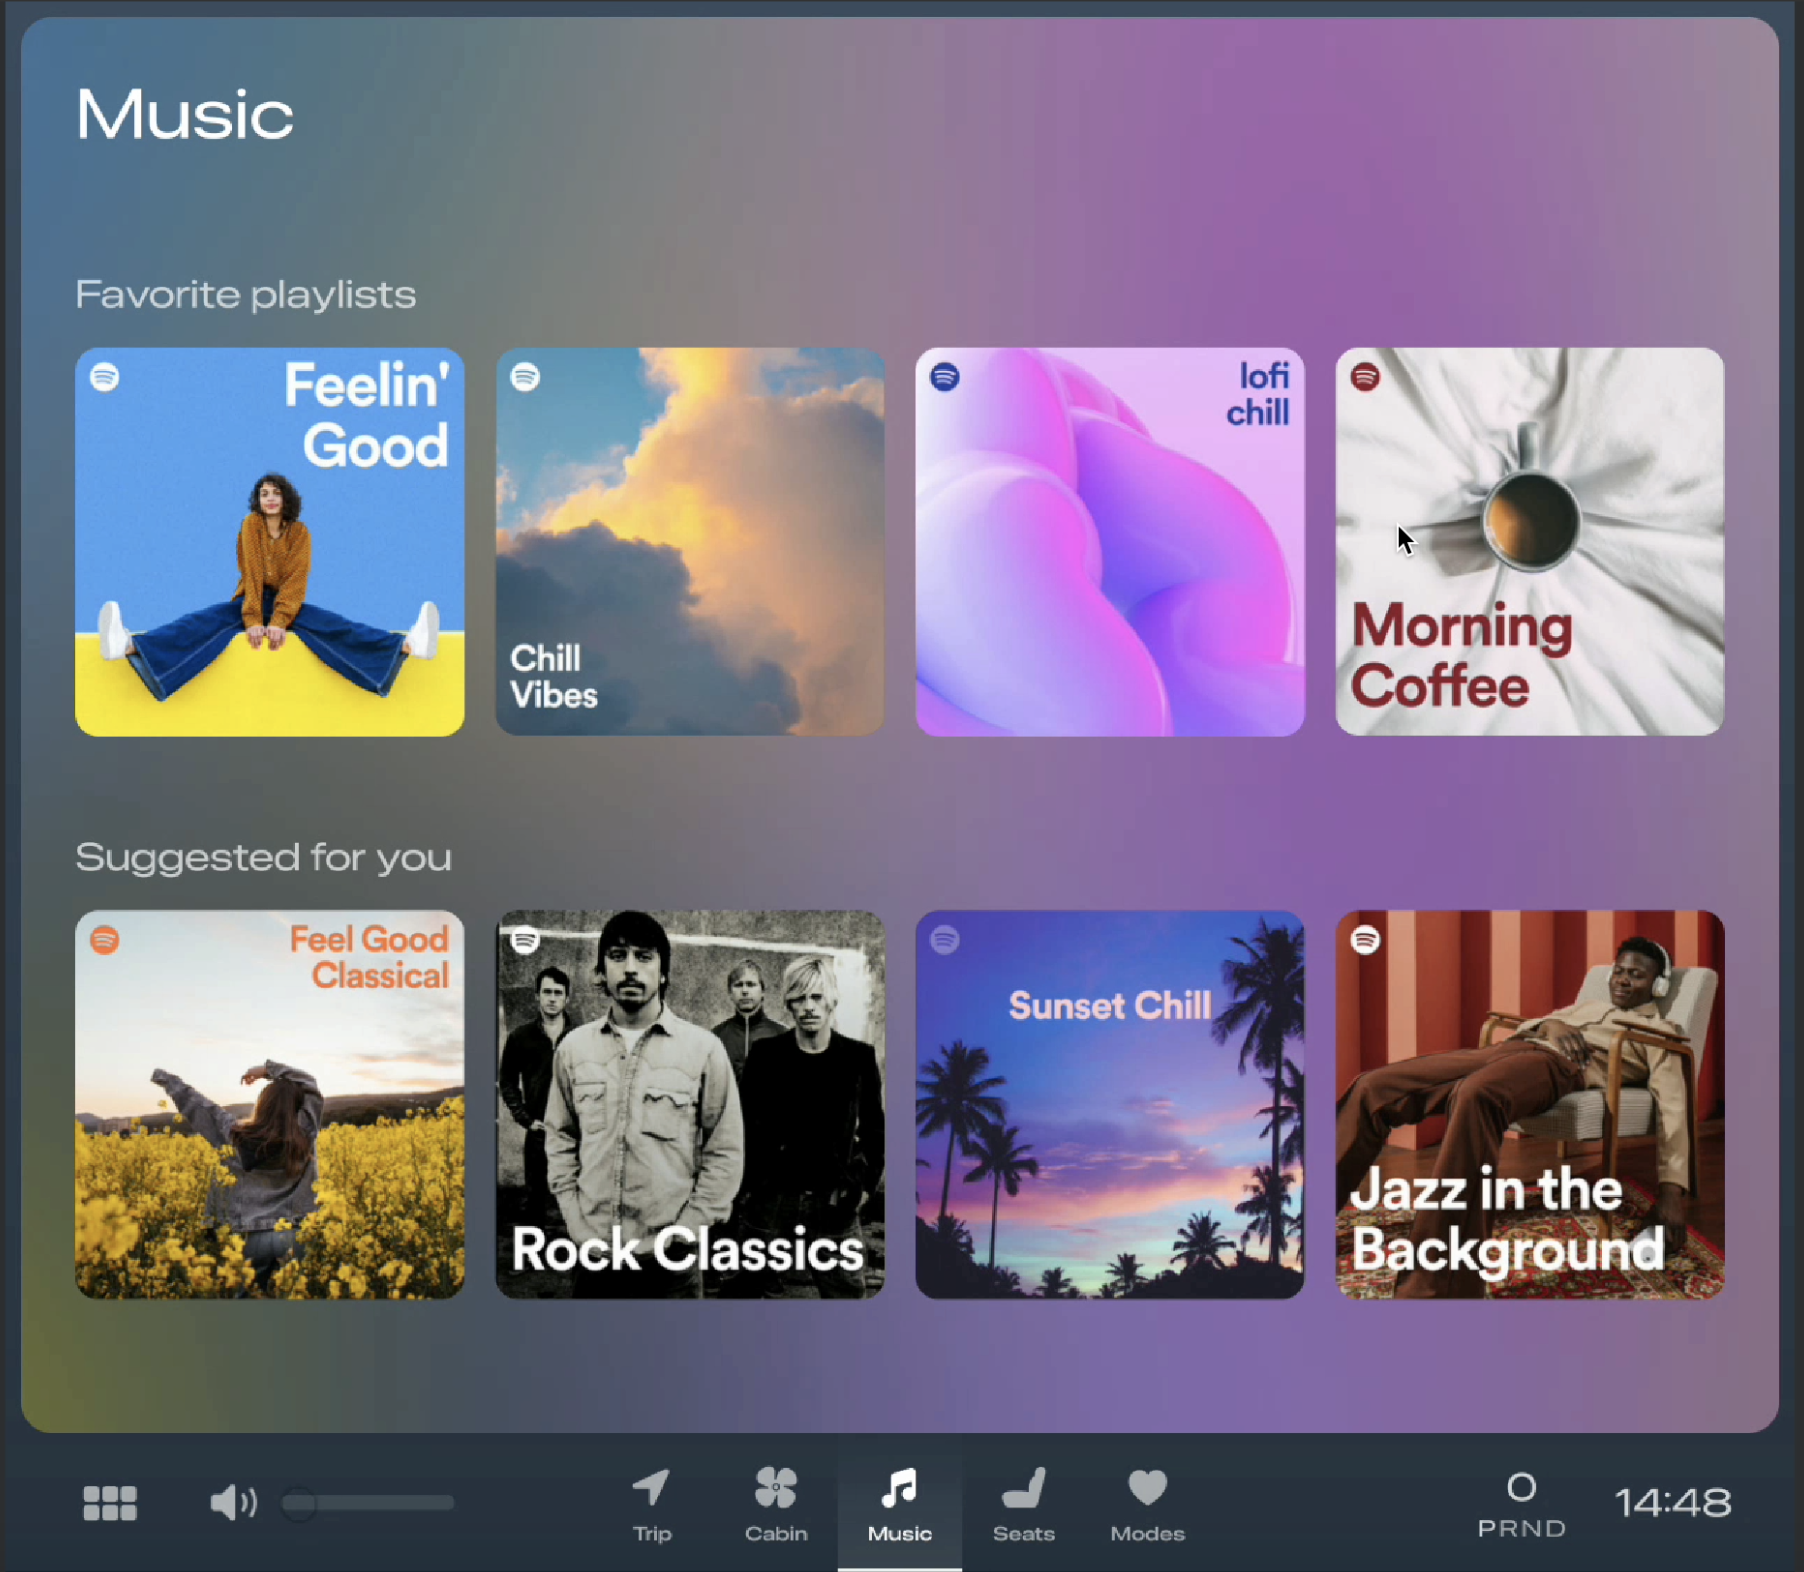 Music
Favorite playlists
Feelin'
Good
Chill
Vibes
lofi
chill
Morning
Coffee
Suggested for you
Feel Good
Classical
Rock Classics
Sunset Chill
Jazz in the
Background
Trip
Cabin
Music
Seats
Modes
O
PRND
14:48